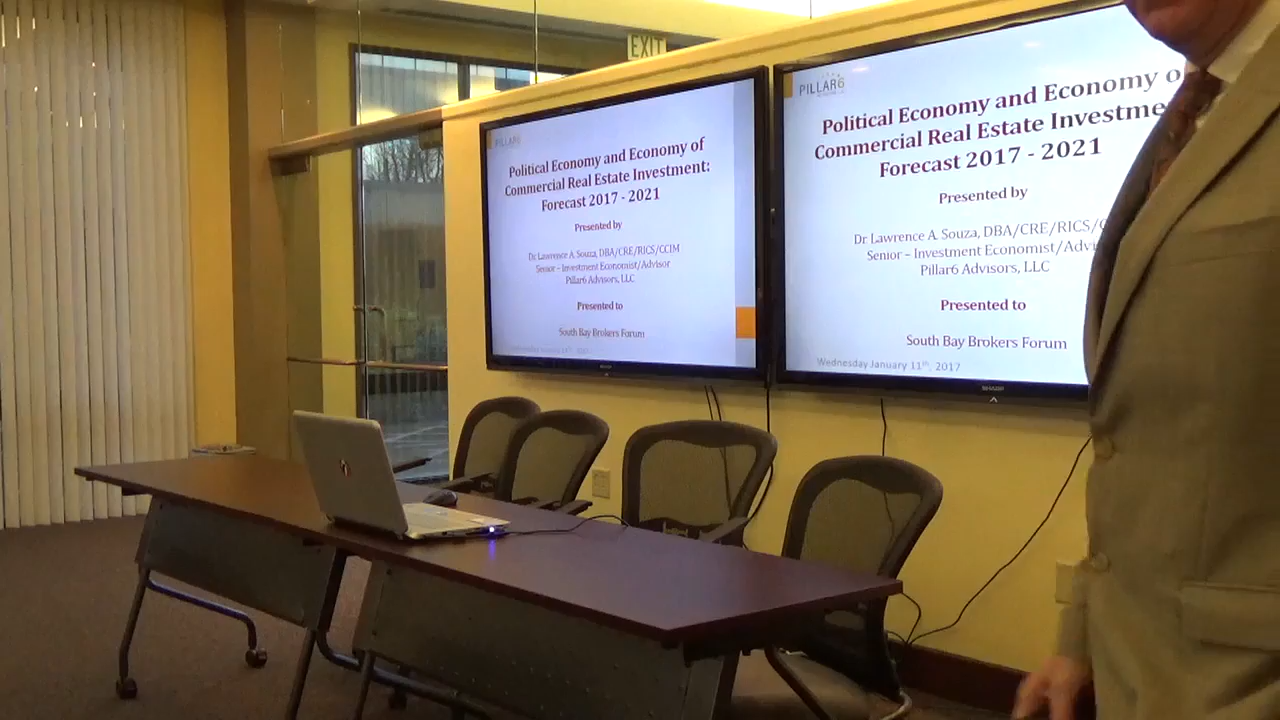 EXIT
PILLAR6
Political Economy and Economy of
Commercial Real Estate Investment:
Forecast 2017 - 2021
Presented by
Dr Lawrence A. Souza, DBA/CRE/RICS/CCIM
Senior – Investment Economist/Advisor
Pillar6 Advisors, LLC
Presented to
South Bay Brokers Forum
PILLAR6
Political Economy and Economy o
Commercial Real Estate Investme
Forecast 2017 - 2021
Presented by
Dr Lawrence A. Souza, DBA/CRE/RICS/C
Senior – Investment Economist/Advi
Pillar6 Advisors, LLC
Presented to
South Bay Brokers Forum
Wednesday January 11th, 2017
SHARP